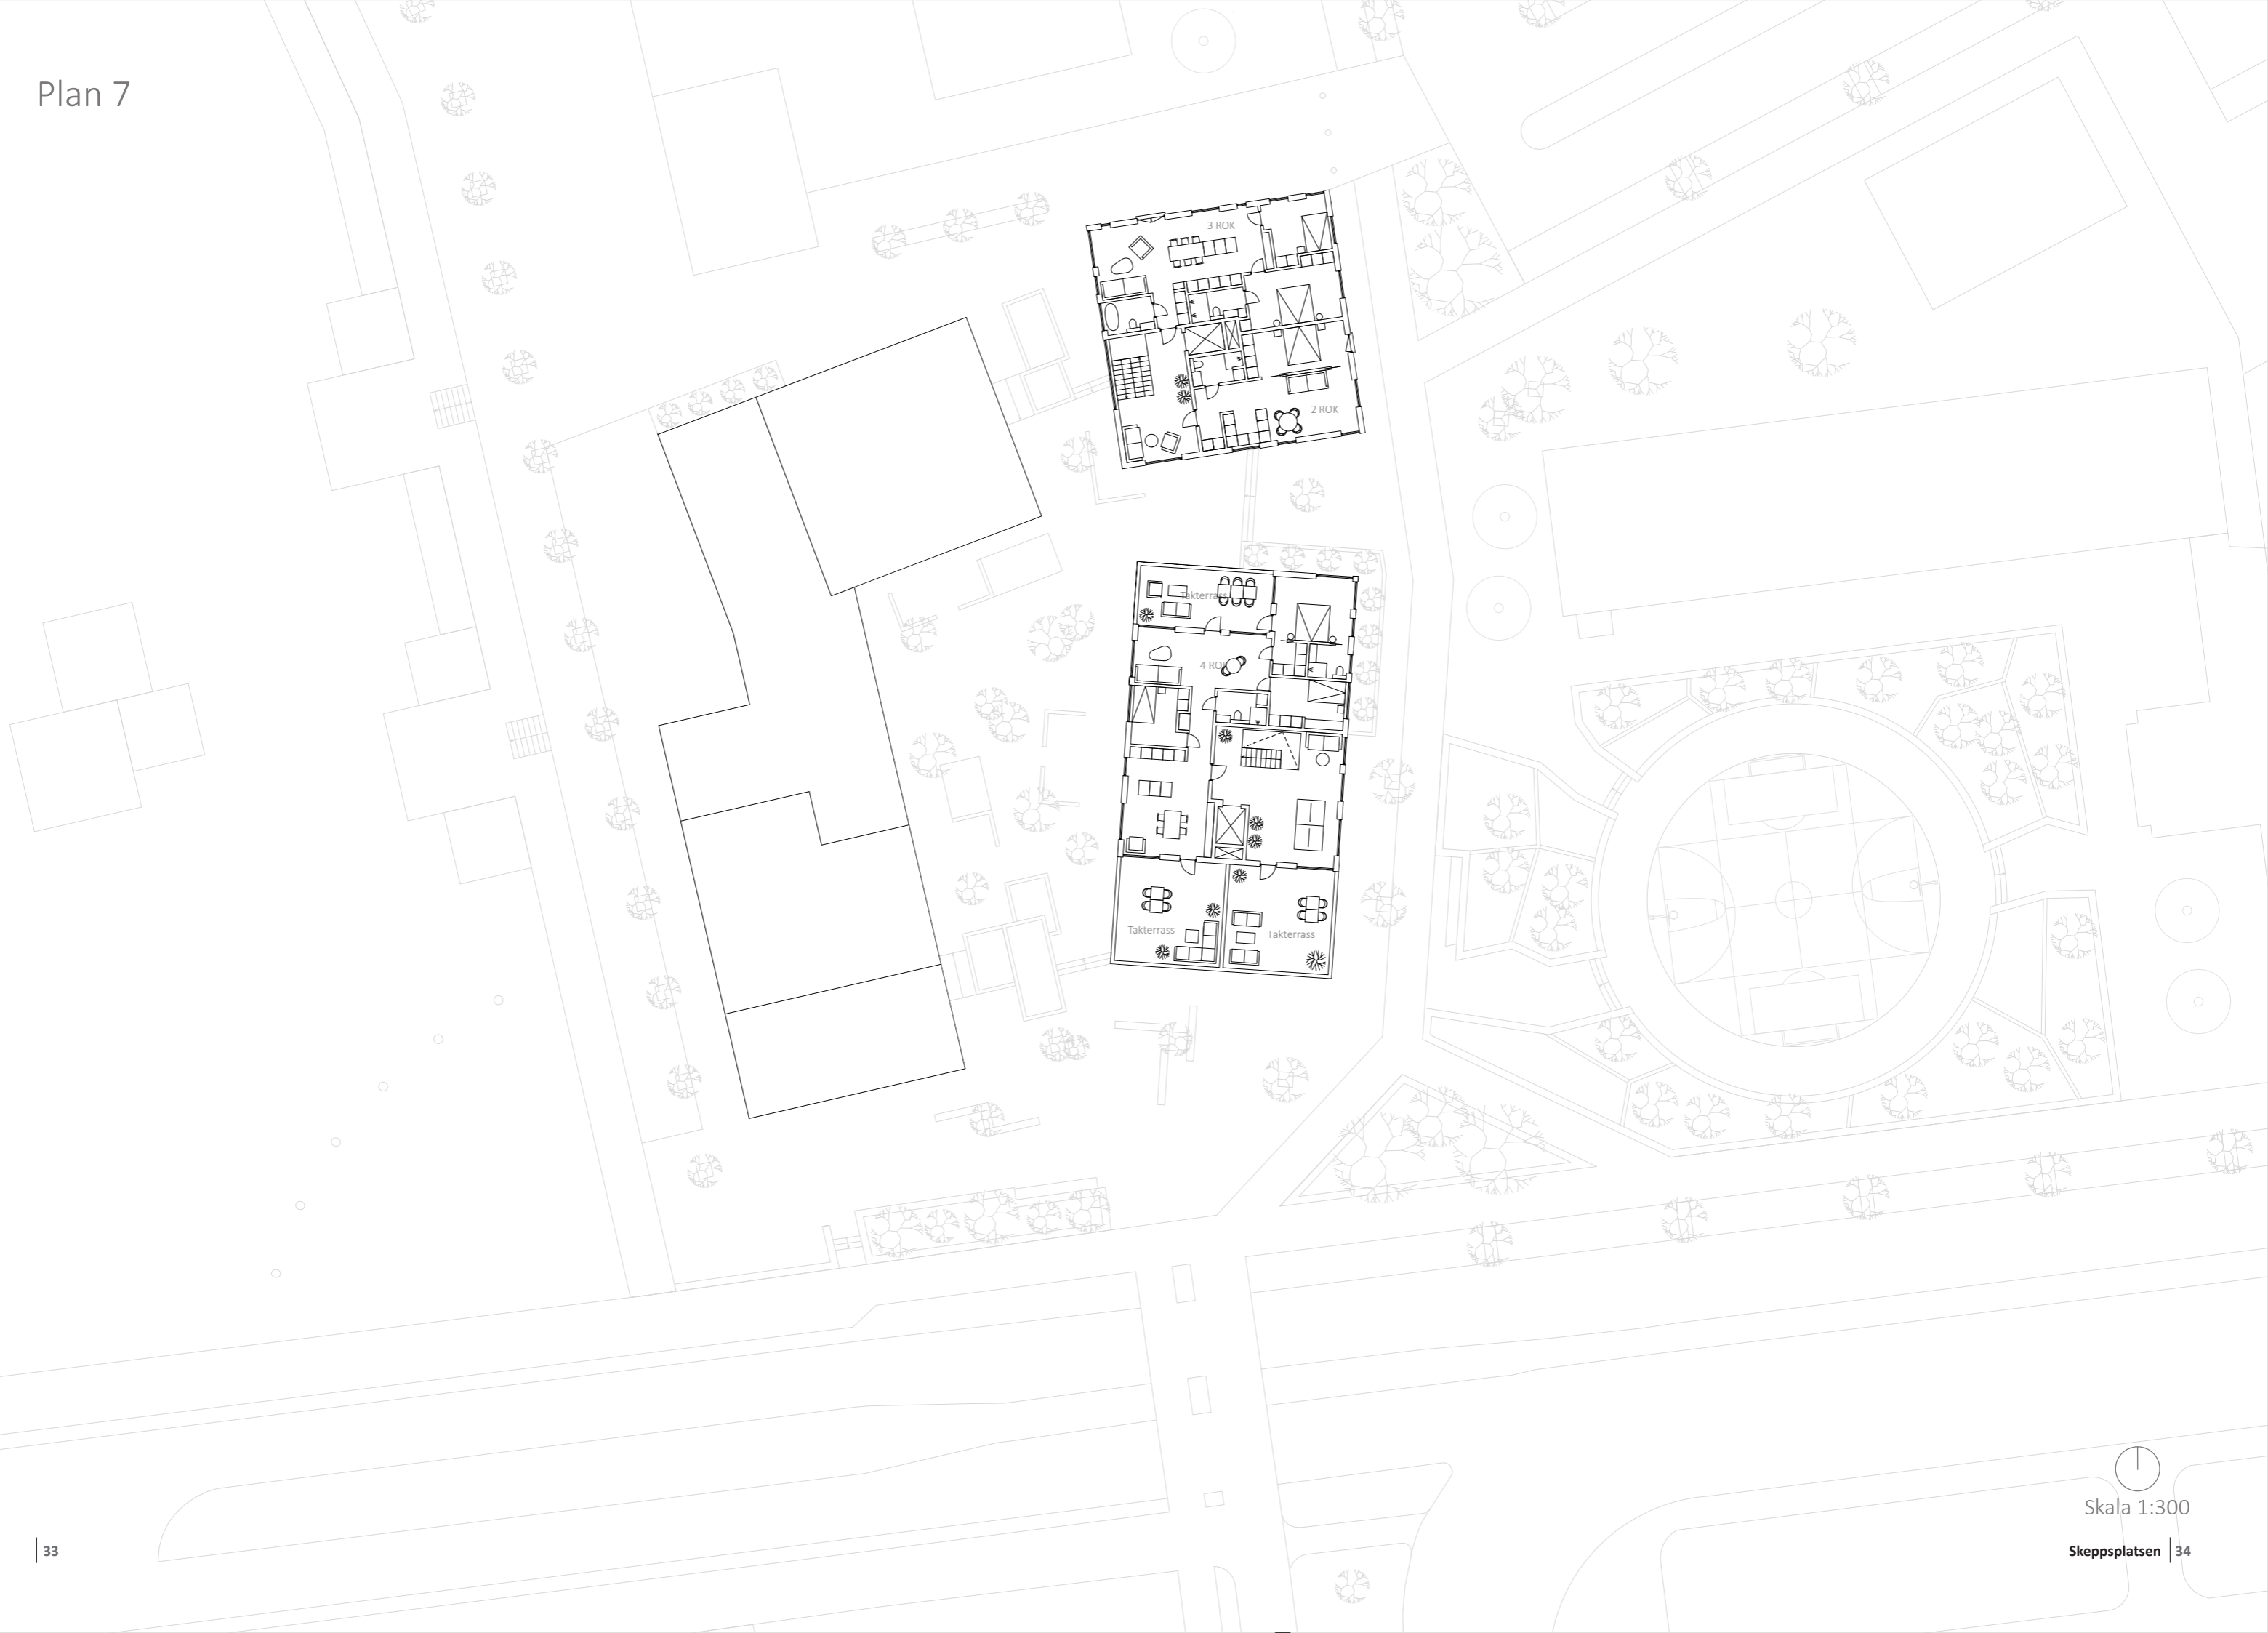 Plan 7
3 ROK
2 ROK
Takterrass
4 ROK
Takterrass
Takterrass
Skala 1:300
33
Skeppsplatsen 34